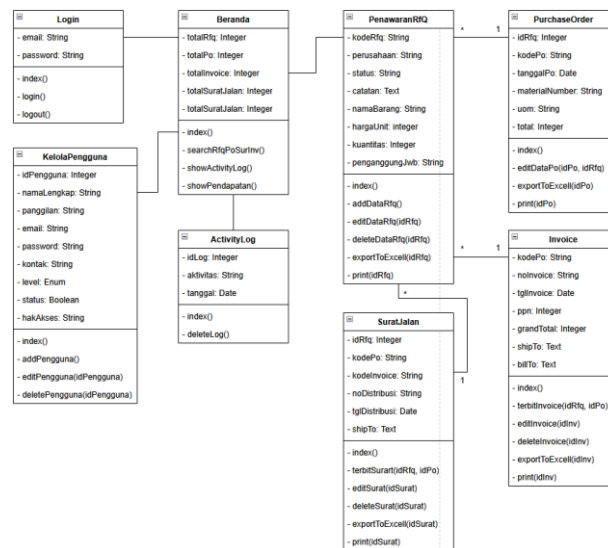 Login
- email: String
- password: String
- index()
- login()
- logout()
Beranda
- totalRfq: Integer
- totalPo: Integer
- totalInvoice: Integer
- totalSuratJalan: Integer
- totalSuratJalan: Integer
- index()
- searchRfqPoSurInv()
- showActivityLog()
- showPendapatan()
PenawaranRfQ
- kodeRfq: String
- perusahaan: String
- status: String
- catatan: Text
- namaBarang: String
- hargaUnit: integer
- kuantitas: Integer
- penganggungJwb: String
- index()
- addDataRfq()
- editDataRfq(idRfq)
- deleteDataRfq(idRfq)
- exportToExcell(idRfq)
- print(idRfq)
* 1
PurchaseOrder
- idRfq: Integer
- kodePo: String
- tanggalPo: Date
- materialNumber: String
- uom: String
- total: Integer
- index()
- editDataPo(idPo, idRfq)
- exportToExcell(idPo)
- print(idPo)
KelolaPengguna
- idPengguna: Integer
- namaLengkap: String
- panggilan: String
- email: String
- password: String
- kontak: String
- level: Enum
- status: Boolean
- hakAkses: String
- index()
- addPengguna()
- editPengguna(idPengguna)
- deletePengguna(idPengguna)
ActivityLog
- idLog: Integer
- aktivitas: String
- tanggal: Date
- index()
- deleteLog()
* 1
Invoice
- kodePo: String
- noInvoice: String
- tglInvoice: Date
- ppn: Integer
- grandTotal: Integer
- shipTo: Text
- billTo: Text
- index()
- terbitInvoice(idRfq, idPo)
- editInvoice(idInv)
- deleteInvoice(idInv)
- exportToExcell(idInv)
- print(idInv)
*
1
SuratJalan
- idRfq: Integer
- kodePo: String
- kodeInvoice: String
- noDistribusi: String
- tglDistribusi: Date
- shipTo: Text
- index()
- terbitSurart(idRfq, idPo)
- editSurat(idSurat)
- deleteSurat(idSurat)
- exportToExcell(idSurat)
- print(idSurat)